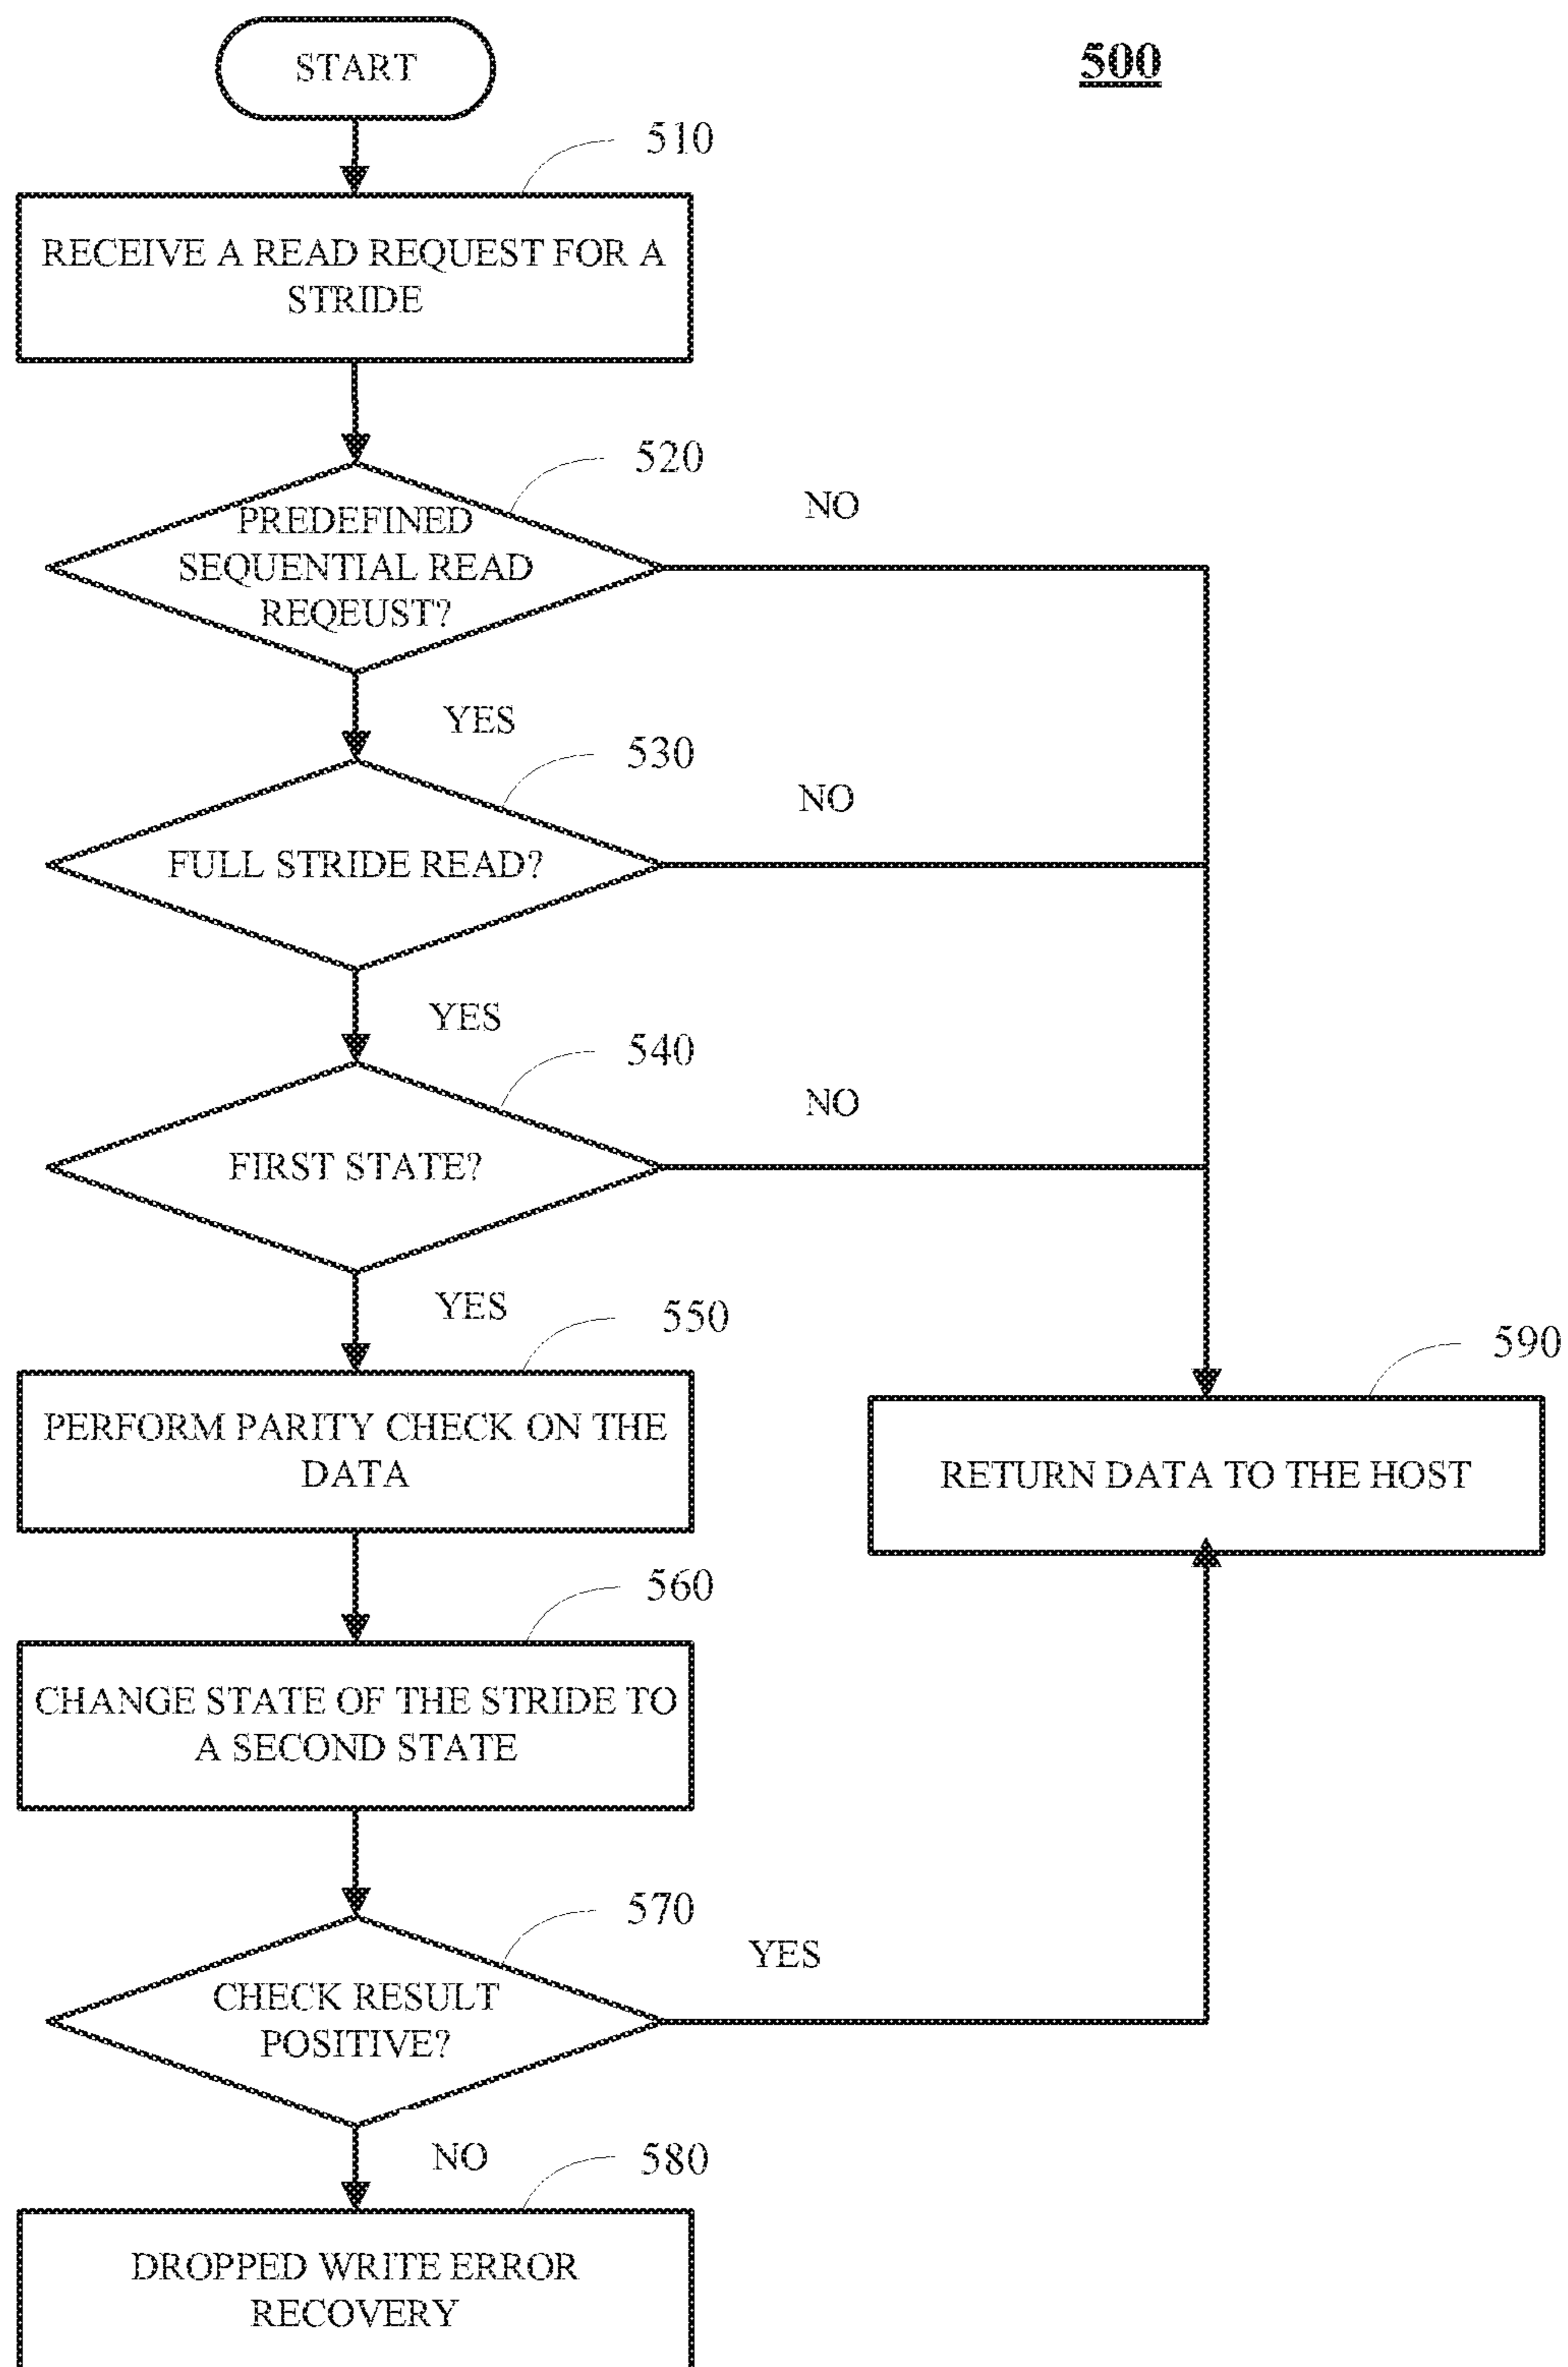 START
500
510
RECEIVE A READ REQUEST FOR A
STRIDE
520
NO
PREDEFINED
SEQUENTIAL READ
REQEUST?
YES
530
NO
FULL STRIDE READ?
YES
540
NO
FIRST STATE?
YES
550
PERFORM PARITY CHECK ON THE
DATA
590
RETURN DATA TO THE HOST
560
CHANGE STATE OF THE STRIDE TO
A SECOND STATE
570
YES
CHECK RESULT
POSITIVE?
NO
580
DROPPED WRITE ERROR
RECOVERY